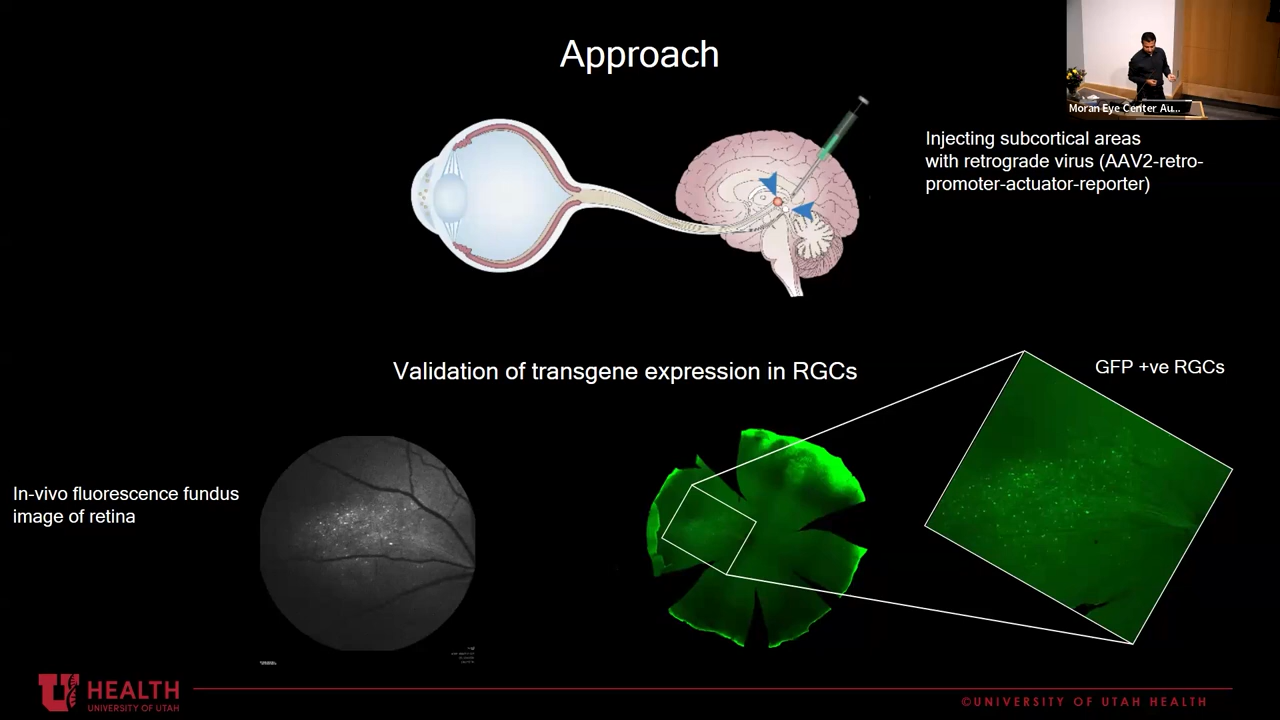 Approach
Moran Eye Center Au...
Injecting subcortical areas
with retrograde virus (AAV2-retro-
promoter-actuator-reporter)
Validation of transgene expression in RGCs
GFP +ve RGCs
In-vivo fluorescence fundus
image of retina
U HEALTH
UNIVERSITY OF UTAH
©UNIVERSITY OF UTAH HEALTH